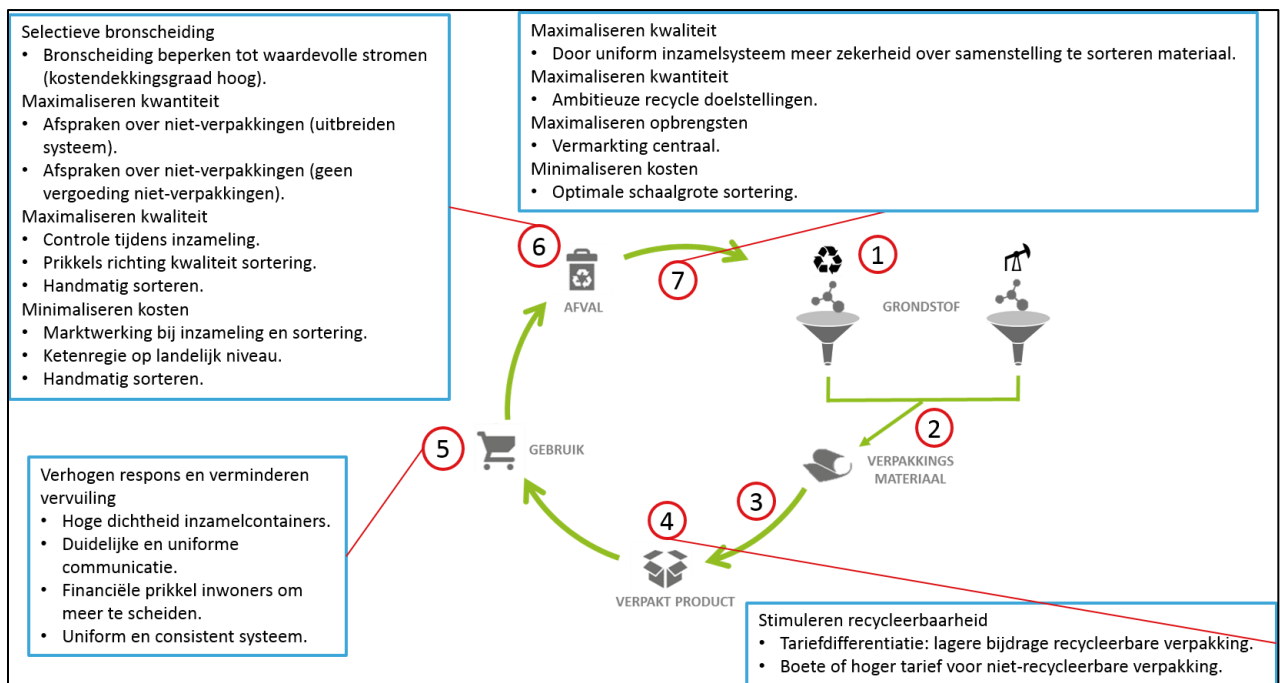 Selectieve bronscheiding
• Bronscheiding beperken tot waardevolle stromen
(kostendekkingsgraad hoog).
Maximaliseren kwantiteit
• Afspraken over niet-verpakkingen (uitbreiden
systeem).
• Afspraken over niet-verpakkingen (geen
vergoeding niet-verpakkingen).
Maximaliseren kwaliteit
• Controle tijdens inzameling.
• Prikkels richting kwaliteit sortering.
• Handmatig sorteren.
Minimaliseren kosten
• Marktwerking bij inzameling en sortering.
• Ketenregie op landelijk niveau.
• Handmatig sorteren.
Maximaliseren kwaliteit
• Door uniform inzamelsysteem meer zekerheid over samenstelling te sorteren materiaal.
Maximaliseren kwantiteit
• Ambitieuze recycle doelstellingen.
Maximaliseren opbrengsten
• Vermarkting centraal.
Minimaliseren kosten
• Optimale schaalgrote sortering.
6
AFVAL
7
1
GRONDSTOF
2
VERPAKKINGS
MATERIAAL
3
4
VERPAKT PRODUCT
5
GEBRUIK
Verhogen respons en verminderen
vervuiling
• Hoge dichtheid inzamelcontainers.
• Duidelijke en uniforme
communicatie.
• Financiële prikkel inwoners om
meer te scheiden.
• Uniform en consistent systeem.
Stimuleren recycleerbaarheid
• Tariefdifferentiatie: lagere bijdrage recycleerbare verpakking.
• Boete of hoger tarief voor niet-recycleerbare verpakking.